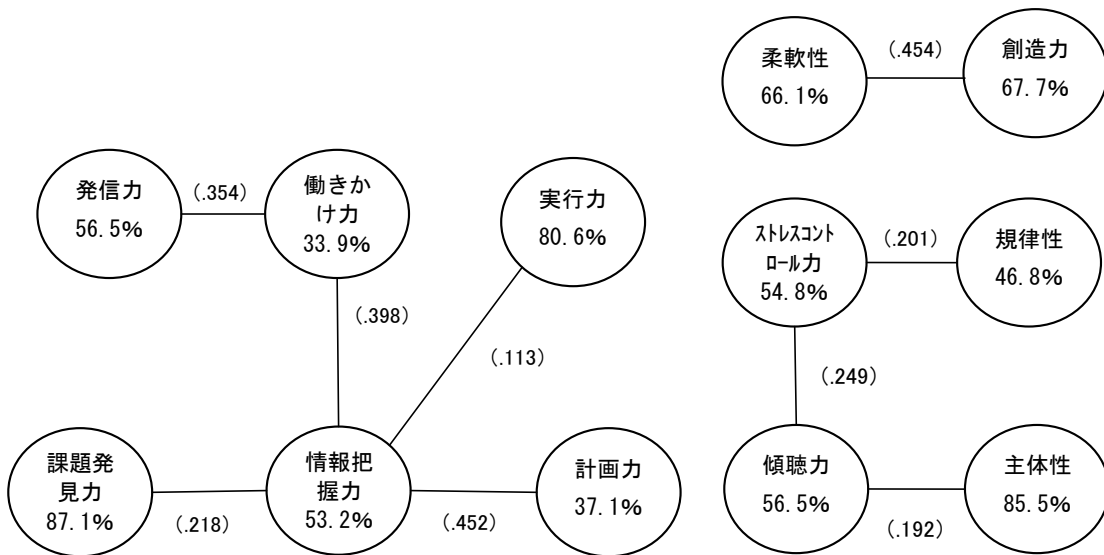 柔軟性
66.1%
(.454)
創造力
67.7%
発信力
56.5%
(.354)
働きか
け力
33.9%
実行力
80.6%
ｽﾄﾚｽｺﾝﾄ
ﾛｰﾙ力
54.8%
(.201)
規律性
46.8%
(.398)
(.113)
(.249)
課題発
見力
87.1%
(.218)
情報把
握力
53.2%
(.452)
計画力
37.1%
傾聴力
56.5%
(.192)
主体性
85.5%